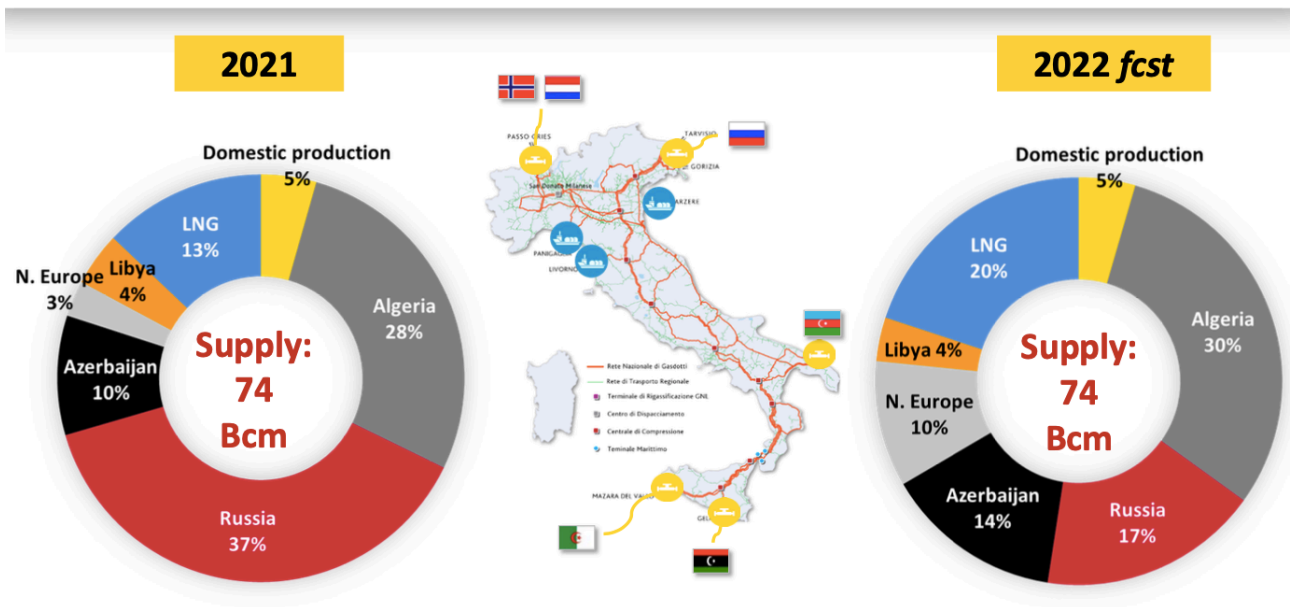 2021
2022 fcst
Domestic production
5%
LNG
13%
Libya
4%
N. Europe
3%
Azerbaijan
10%
Russia
37%
Algeria
28%
Supply:
74
Bcm
PASSO GRIES
TARVISIO
GORIZIA
San Donato Milanese
ARZERE
PANIGAGLIA
LIVORNO
Rete Nazionale di Gasdotti
Rete di Trasporto Regionale
Terminale di Rigassificazione GNL
Centro di Dispacciamento
Centrale di Compressione
Teminale Marittimo
MAZARA DEL VALLO
GEL
Domestic production
5%
LNG
20%
Libya 4%
N. Europe
10%
Azerbaijan
14%
Russia
17%
Algeria
30%
Supply:
74
Bcm